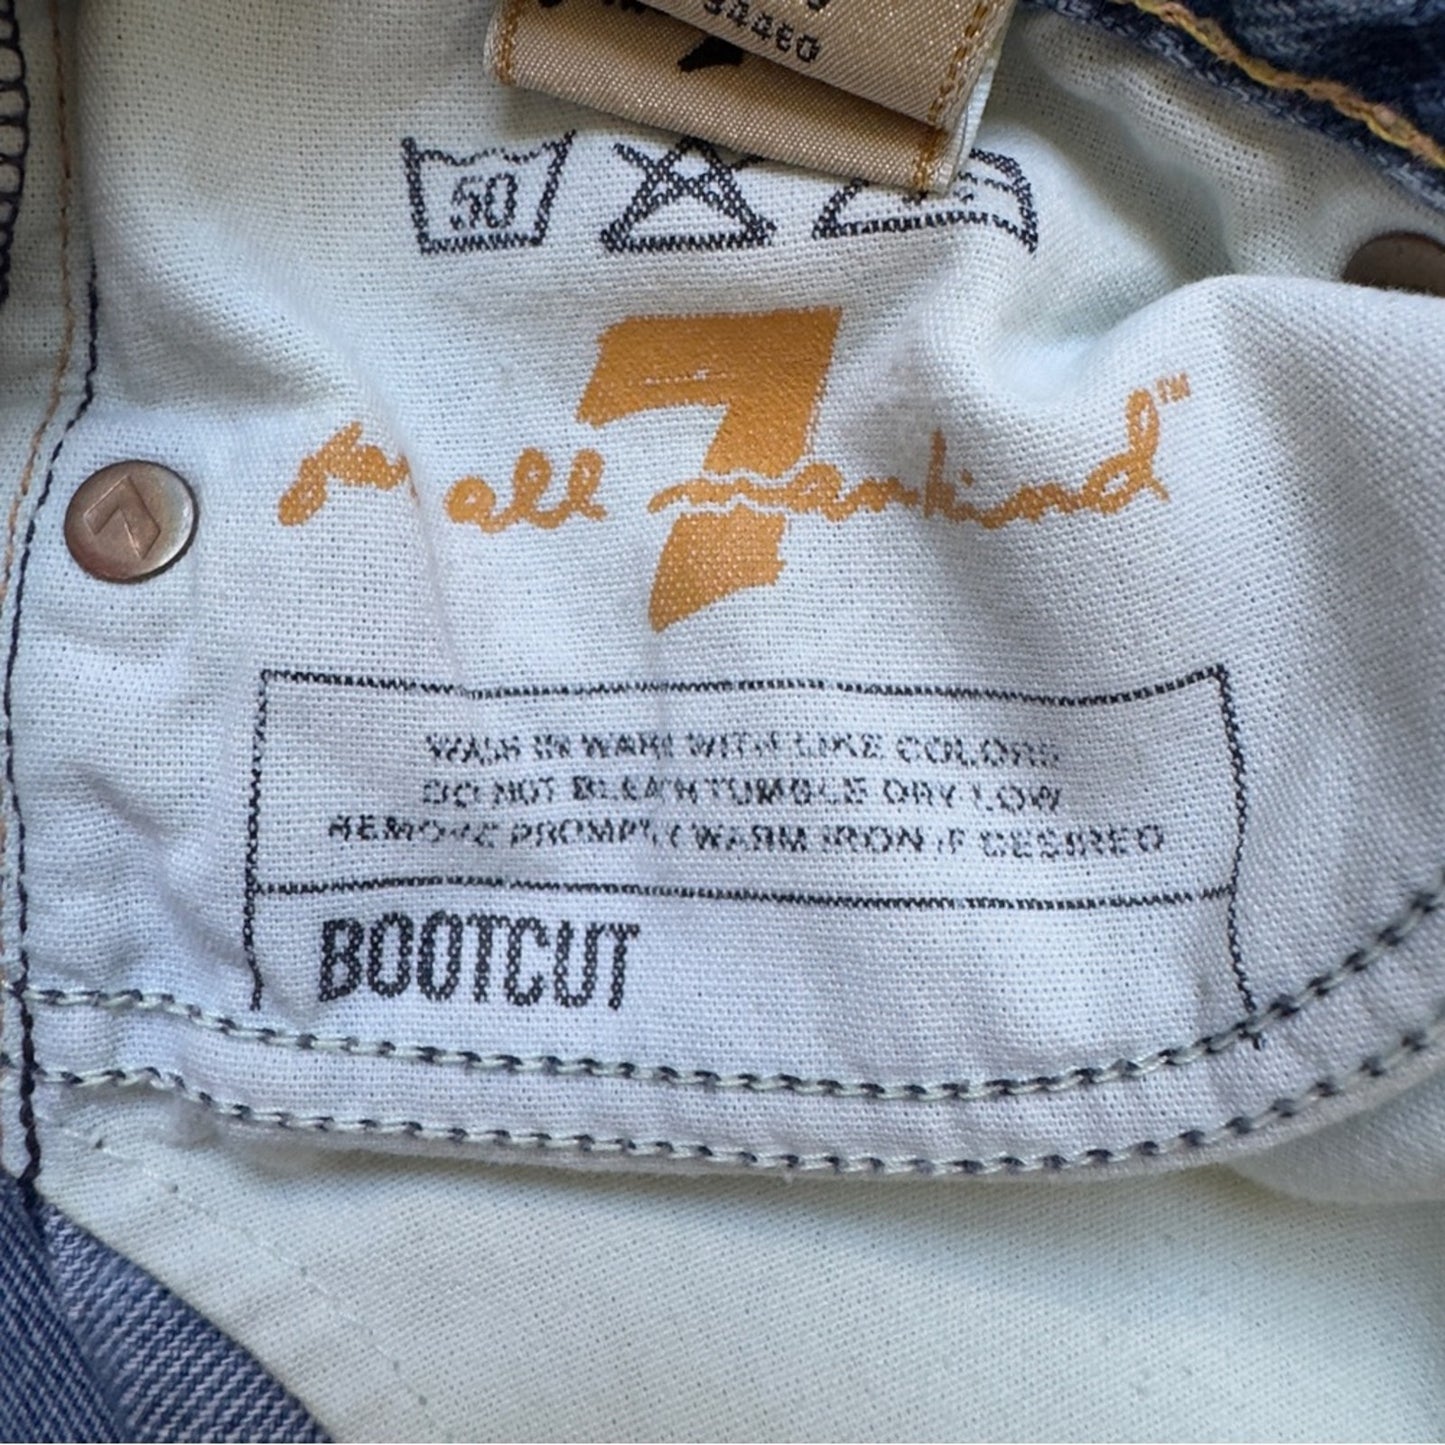 34480
50
7
for all mankind™
WASH IN WARM WITH LIKE COLORS
DO NOT BLEACH TUMBLE DRY LOW
REMOVE PROMPTLY WARM IRON IF DESIRED
BOOTCUT